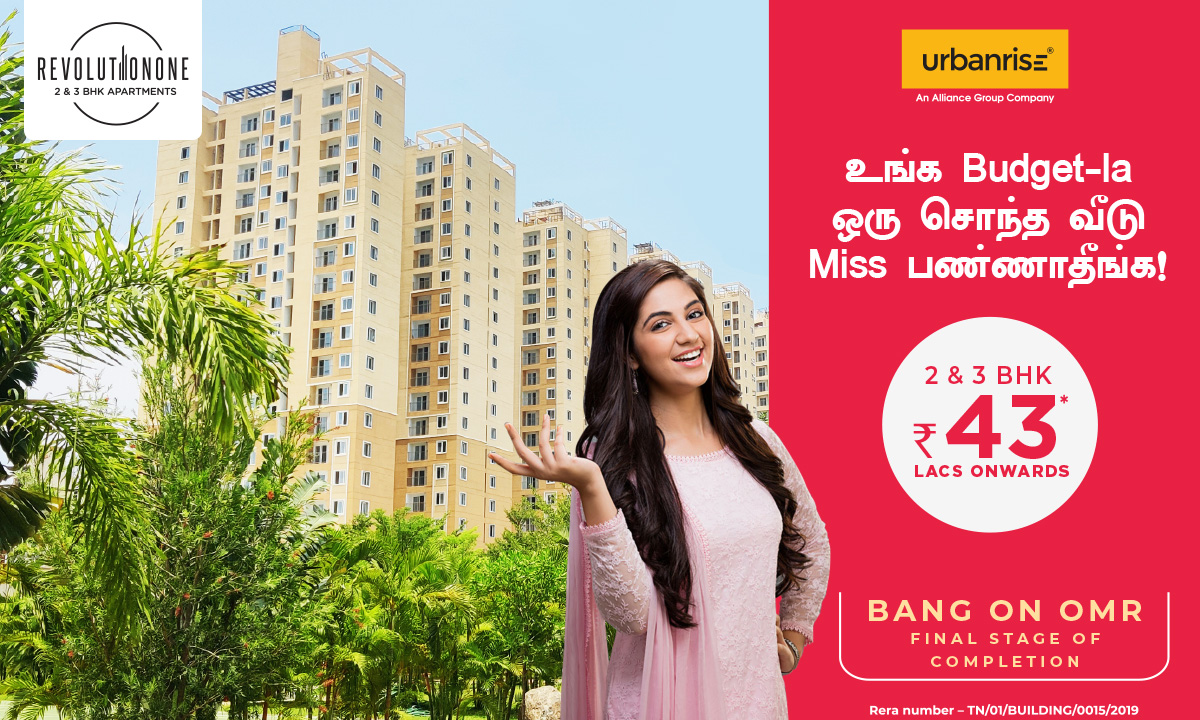 REVOLUTIONONE
2 & 3 BHK APARTMENTS
urbanrise®
An Alliance Group Company
உங்க Budget-la
ஒரு சொந்த வீடு
Miss பண்ணாதீங்க!
2 & 3 BHK
₹43*
LACS ONWARDS
BANG ON OMR
FINAL STAGE OF
COMPLETION
Rera number – TN/01/BUILDING/0015/2019